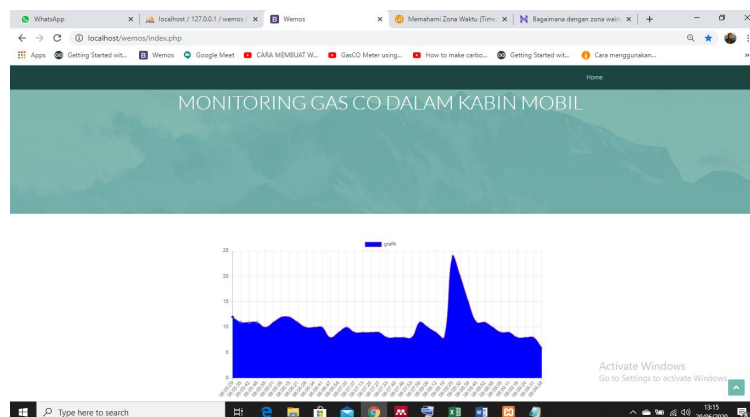 WhatsApp
localhost / 127.0.0.1 / wemos /
Wemos
Memahami Zona Waktu (Time
Bagaimana dengan zona wakt
localhost/wemos/index.php
Apps
Getting Started wit...
Wemos
Google Meet
CARA MEMBUAT W...
GasCO Meter using...
How to make carbo...
Getting Started wit...
Cara menggunakan...
Home
MONITORING GAS CO DALAM KABIN MOBIL
grafik
25
20
15
10
5
0
Activate Windows
Go to Settings to activate Windows.
Type here to search
13:15
20/06/2020